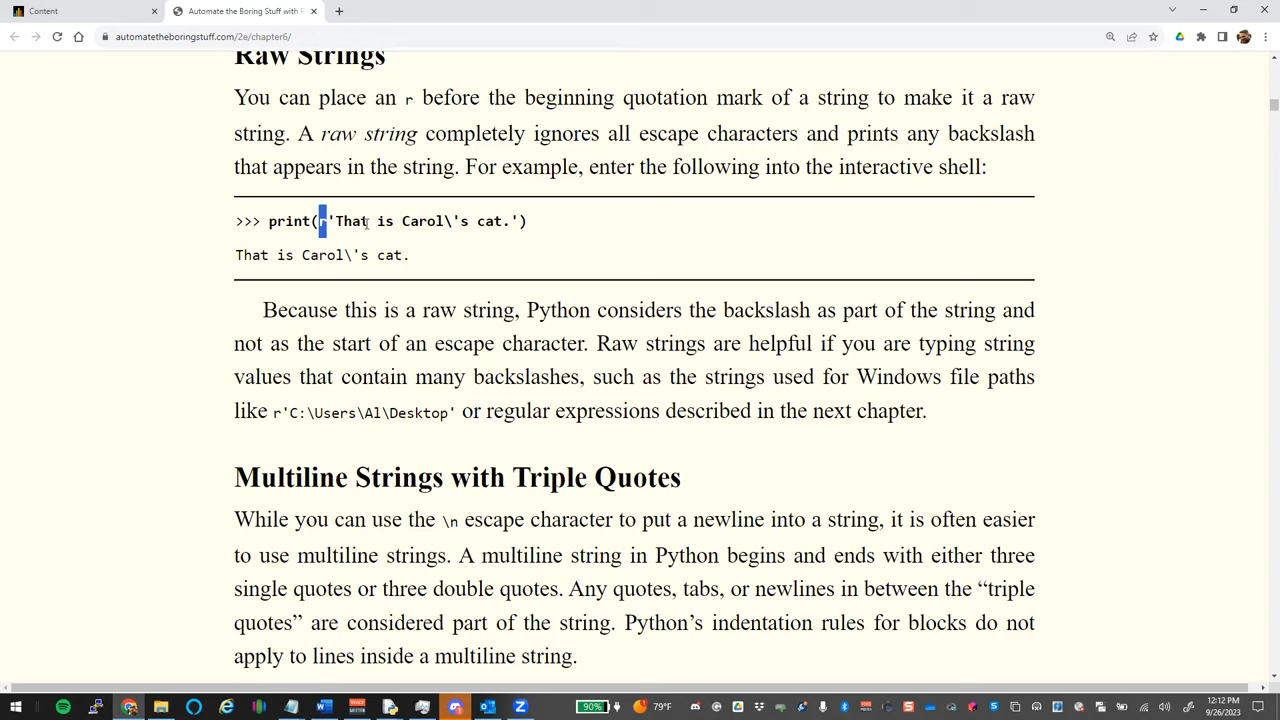 Content
Automate the Boring Stuff with P
automatetheboringstuff.com/2e/chapter6/
Raw Strings
You can place an r before the beginning quotation mark of a string to make it a raw
string. A raw string completely ignores all escape characters and prints any backslash
that appears in the string. For example, enter the following into the interactive shell:
>>> print(r'That is Carol\'s cat.')
That is Carol\'s cat.
Because this is a raw string, Python considers the backslash as part of the string and
not as the start of an escape character. Raw strings are helpful if you are typing string
values that contain many backslashes, such as the strings used for Windows file paths
like r'C:\Users\Al\Desktop' or regular expressions described in the next chapter.
Multiline Strings with Triple Quotes
While you can use the \n escape character to put a newline into a string, it is often easier
to use multiline strings. A multiline string in Python begins and ends with either three
single quotes or three double quotes. Any quotes, tabs, or newlines in between the “triple
quotes” are considered part of the string. Python’s indentation rules for blocks do not
apply to lines inside a multiline string.
90%
79°F
12:12 PM
9/26/2023